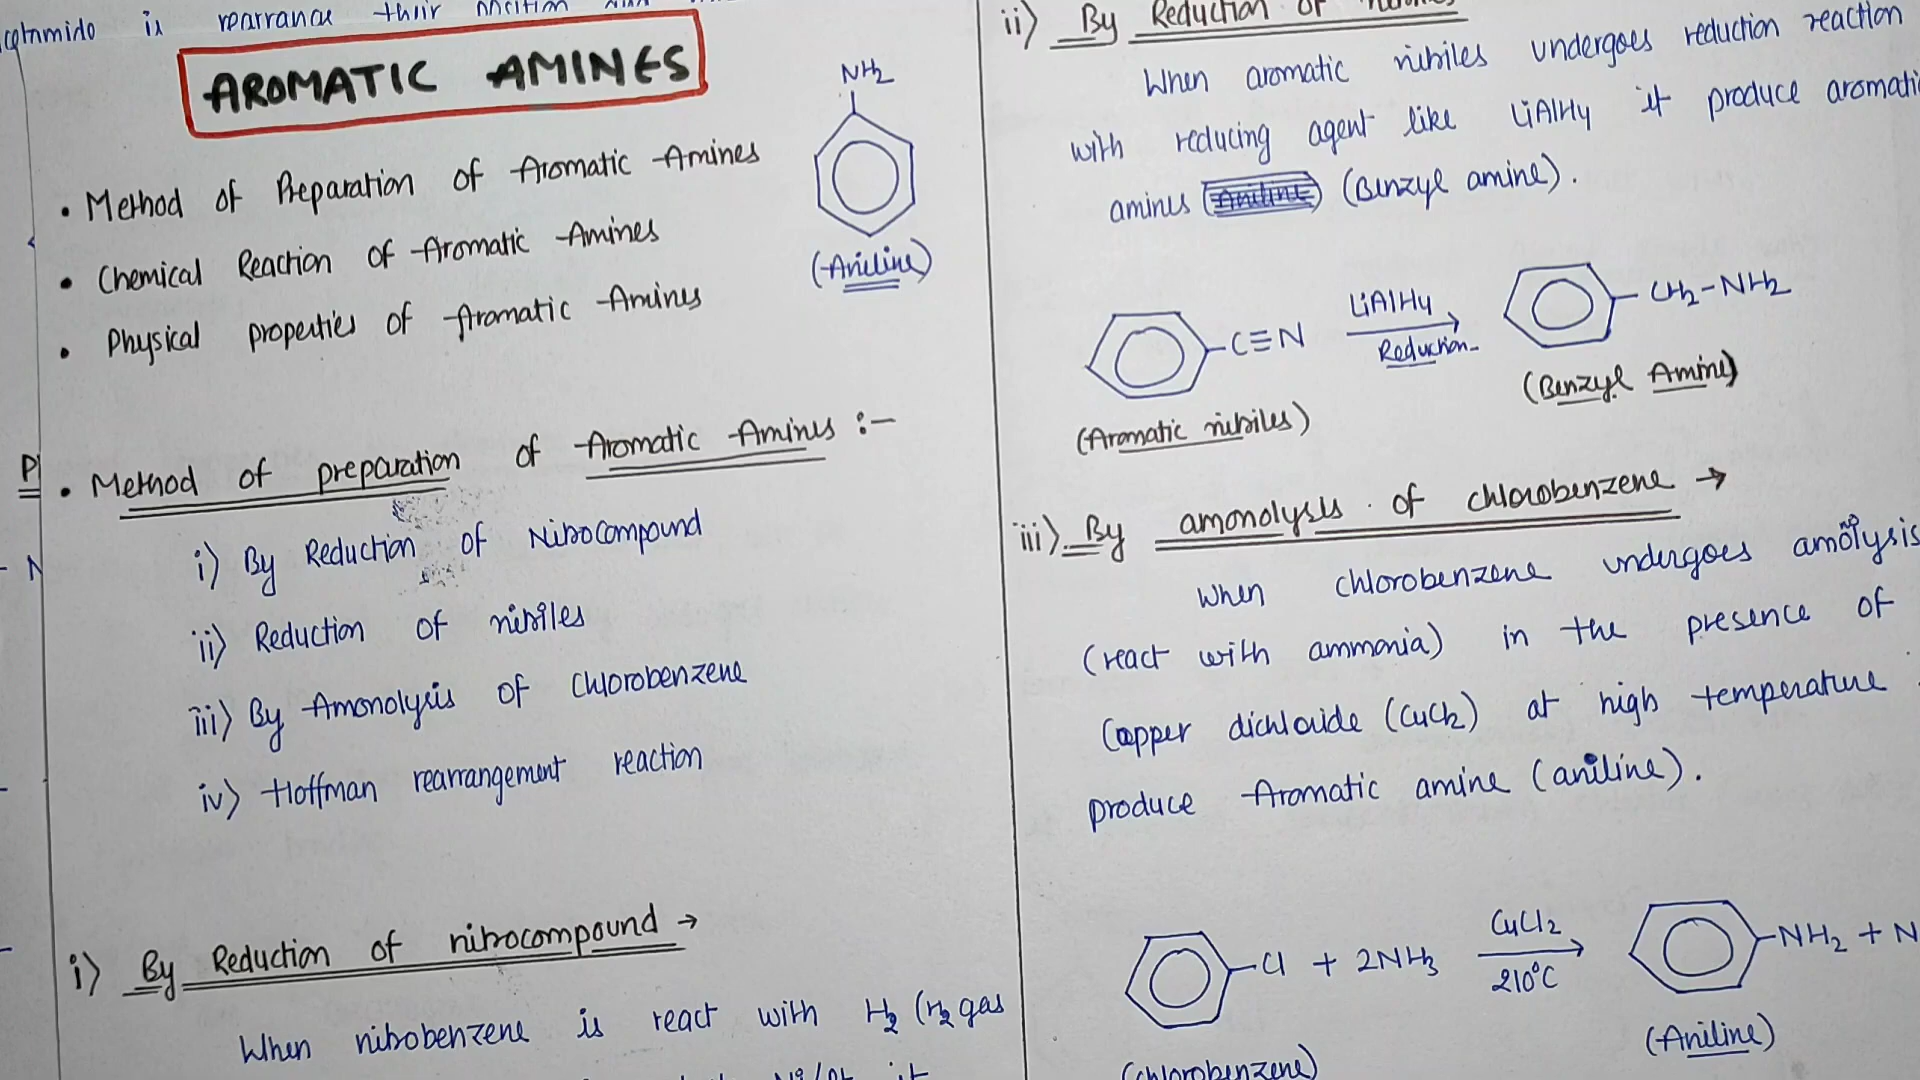 is rearrange their position
AROMATIC AMINES
NH2
• Method of Preparation of Aromatic Amines
• Chemical Reaction of Aromatic Amines
• Physical properties of Aromatic Amines
(Aniline)
• Method of preparation of Aromatic Amines :-
i) By Reduction of Nitrocompound
ii) Reduction of nitriles
iii) By Amonolysis of Chlorobenzene
iv) Hoffman rearrangement reaction
i) By Reduction of nitrocompound →
When nitrobenzene is react with H2 (H2 gas
ii) By Reduction of
When aromatic nitriles undergoes reduction reaction
with reducing agent like LiAlH4 it produce aromati
amines (Benzyl amine).
C≡N LiAlH4 Reduction CH2-NH2
(Aromatic nitriles) (Benzyl Amine)
iii) By amonolysis of chlorobenzene →
When chlorobenzene undergoes
(react with ammonia) in the presence of
Copper dichloride (CuCl2) at high temperature
produce Aromatic amine (aniline).
Cl + 2NH3 CuCl2 210°C NH2 + N
(Aniline)
(chlorobenzene)